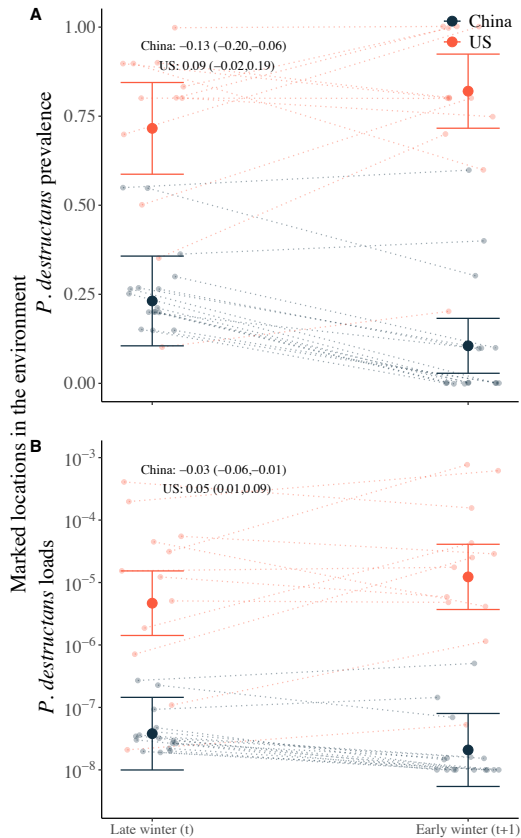 A
China
US
China: −0.13 (−0.20,−0.06)
US: 0.09 (−0.02,0.19)
1.00
0.75
0.50
0.25
0.00
P. destructans prevalence
Marked locations in the environment
B
China: −0.03 (−0.06,−0.01)
US: 0.05 (0.01,0.09)
10⁻³
10⁻⁴
10⁻⁵
10⁻⁶
10⁻⁷
10⁻⁸
P. destructans loads
Late winter (t)
Early winter (t+1)